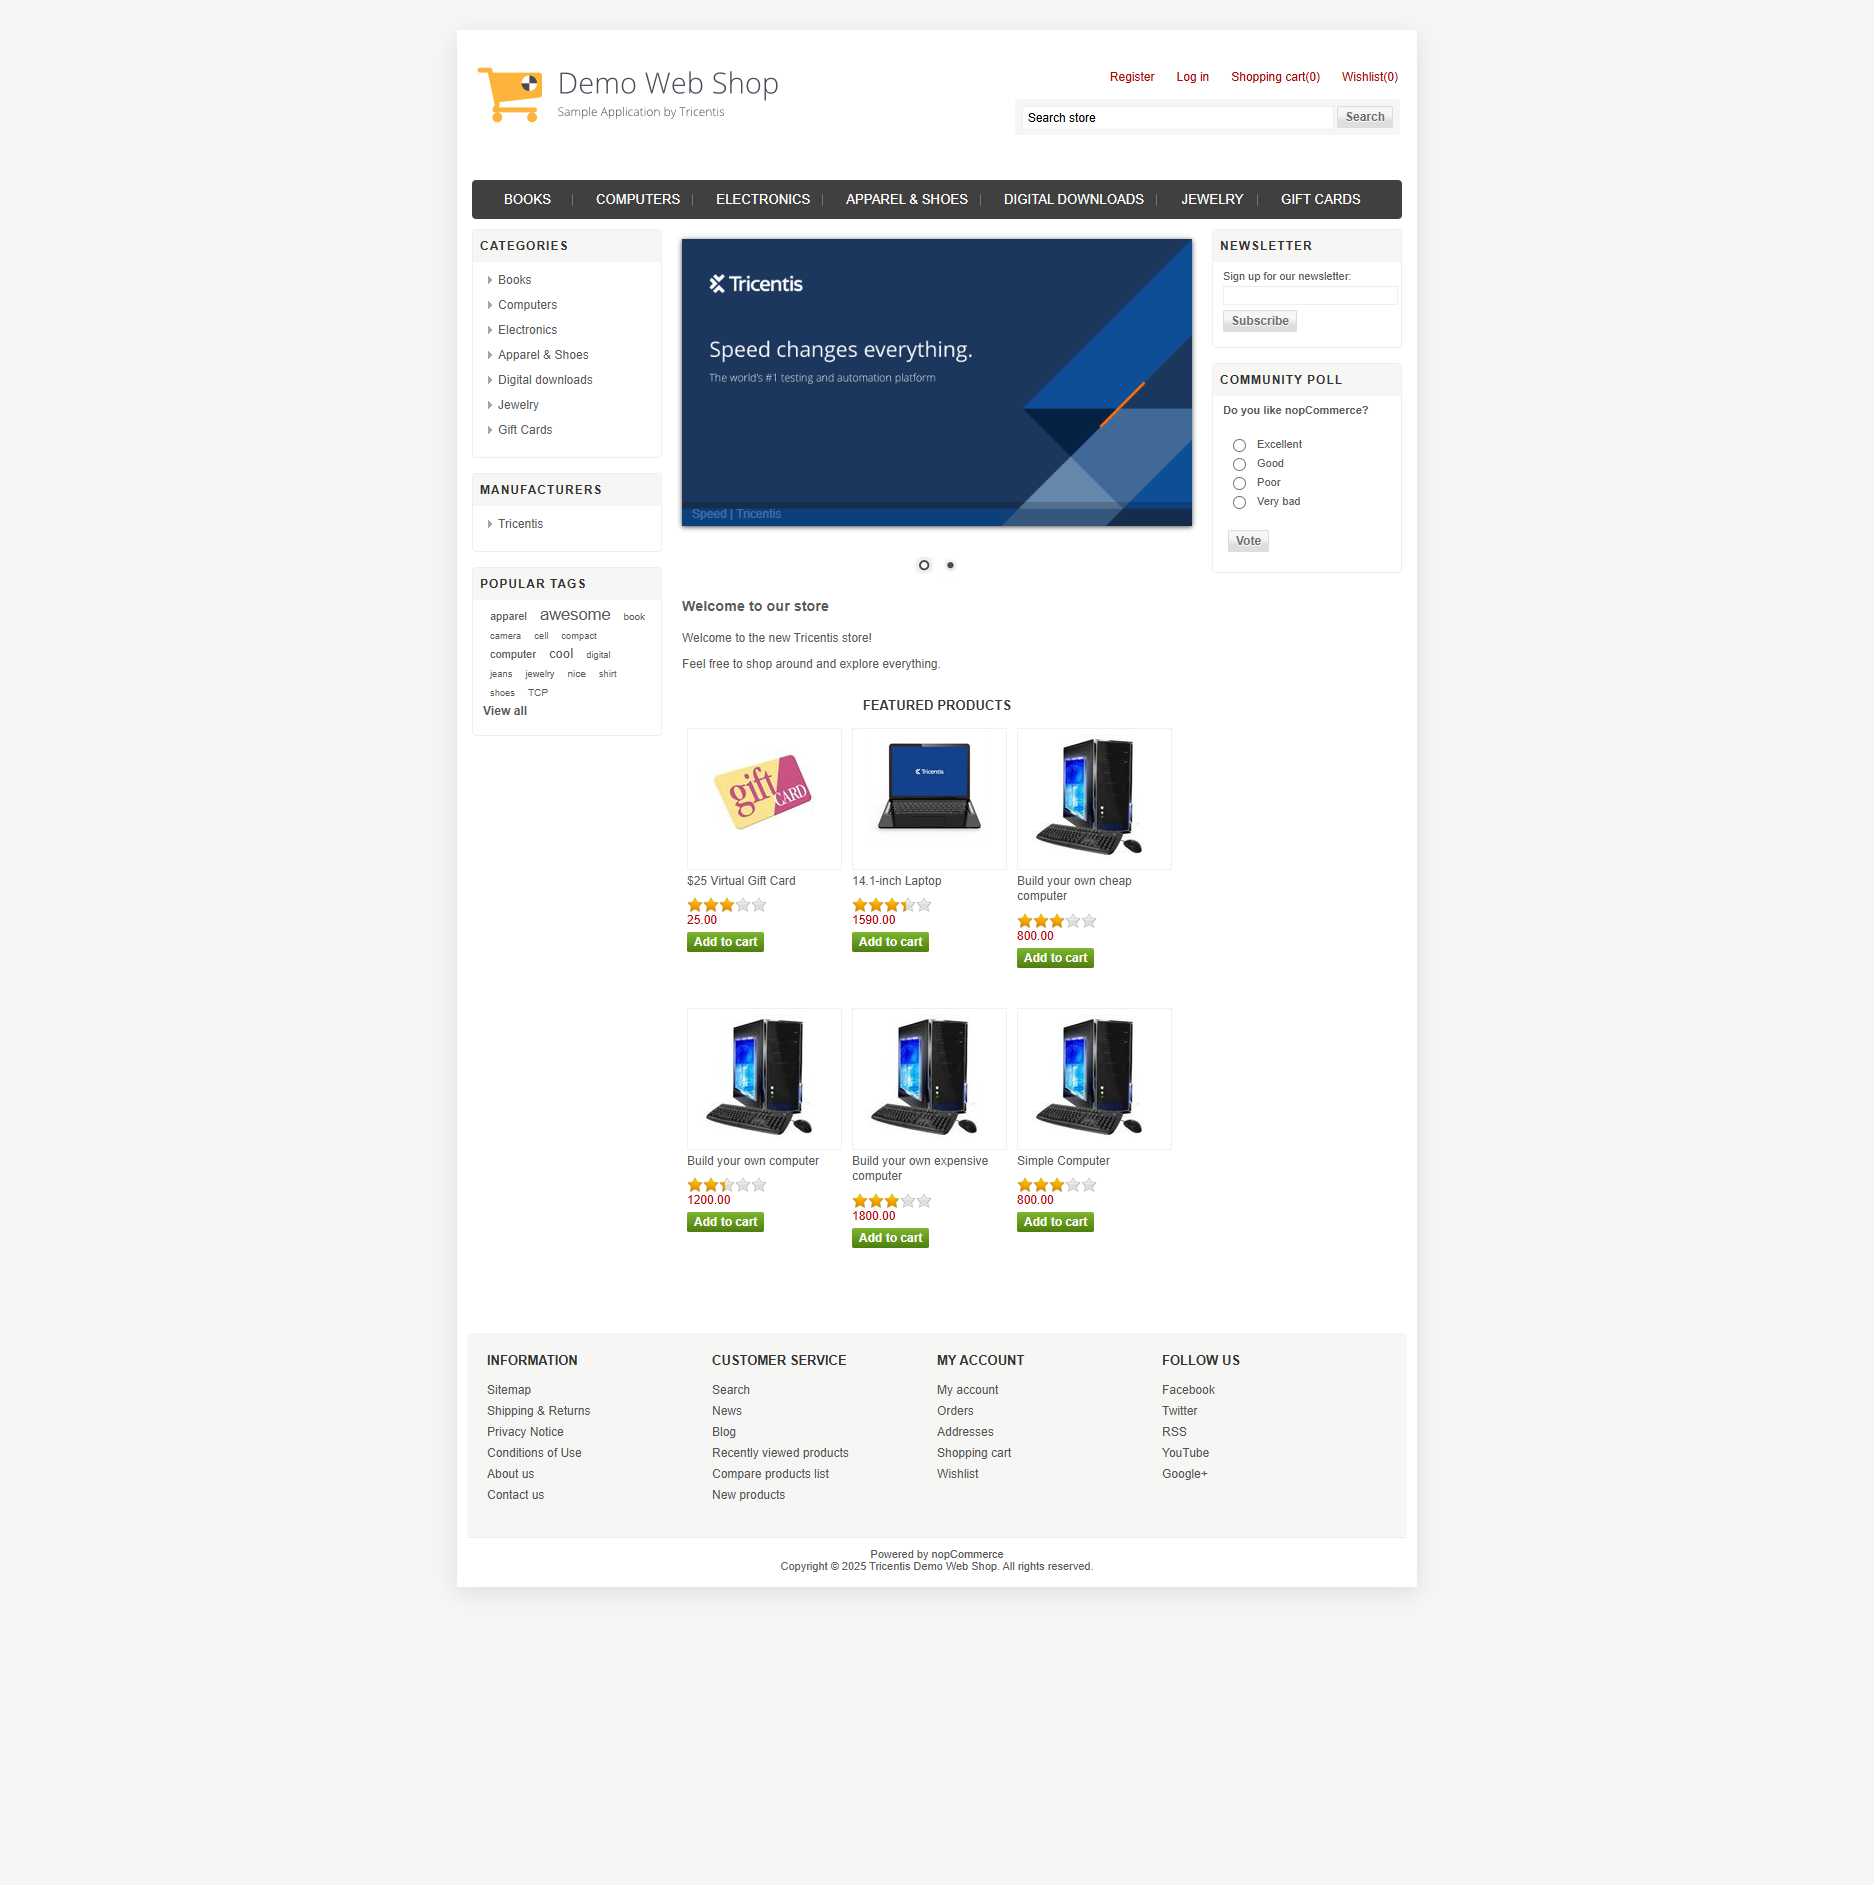 Demo Web Shop
Sample Application by Tricentis
Register Log in Shopping cart(0) Wishlist(0)
Search store Search
BOOKS COMPUTERS ELECTRONICS APPAREL & SHOES DIGITAL DOWNLOADS JEWELRY GIFT CARDS
CATEGORIES
Books
Computers
Electronics
Apparel & Shoes
Digital downloads
Jewelry
Gift Cards
MANUFACTURERS
Tricentis
POPULAR TAGS
apparel awesome book
camera cell compact
computer cool digital
jeans jewelry nice shirt
shoes TCP
View all
Tricentis
Speed changes everything.
The world's #1 testing and automation platform
Speed | Tricentis
Welcome to our store
Welcome to the new Tricentis store!
Feel free to shop around and explore everything.
FEATURED PRODUCTS
gift CARD
$25 Virtual Gift Card
25.00
Add to cart
Tricentis
14.1-inch Laptop
1590.00
Add to cart
Build your own cheap
computer
800.00
Add to cart
Build your own computer
1200.00
Add to cart
Build your own expensive
computer
1800.00
Add to cart
Simple Computer
800.00
Add to cart
NEWSLETTER
Sign up for our newsletter:
Subscribe
COMMUNITY POLL
Do you like nopCommerce?
Excellent
Good
Poor
Very bad
Vote
INFORMATION
Sitemap
Shipping & Returns
Privacy Notice
Conditions of Use
About us
Contact us
CUSTOMER SERVICE
Search
News
Blog
Recently viewed products
Compare products list
New products
MY ACCOUNT
My account
Orders
Addresses
Shopping cart
Wishlist
FOLLOW US
Facebook
Twitter
RSS
YouTube
Google+
Powered by nopCommerce
Copyright © 2025 Tricentis Demo Web Shop. All rights reserved.